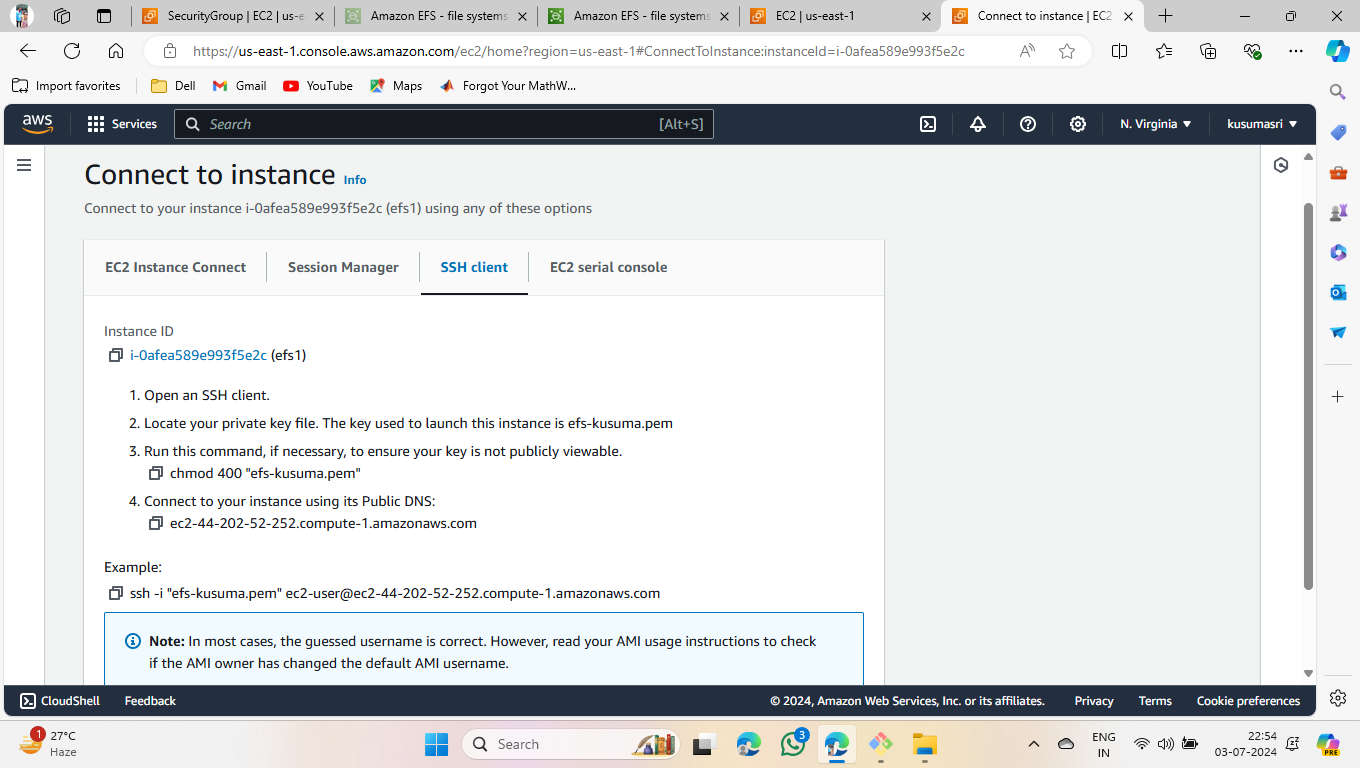 SecurityGroup | EC2 | us-e
Amazon EFS - file systems
Amazon EFS - file systems
EC2 | us-east-1
Connect to instance | EC2
https://us-east-1.console.aws.amazon.com/ec2/home?region=us-east-1#ConnectToInstance:instanceId=i-0afea589e993f5e2c
Import favorites
Dell
Gmail
YouTube
Maps
Forgot Your MathW...
aws
Services
Search
[Alt+S]
N. Virginia
kusumasri
Connect to instance Info
Connect to your instance i-0afea589e993f5e2c (efs1) using any of these options
EC2 Instance Connect
Session Manager
SSH client
EC2 serial console
Instance ID
i-0afea589e993f5e2c (efs1)
1. Open an SSH client.
2. Locate your private key file. The key used to launch this instance is efs-kusuma.pem
3. Run this command, if necessary, to ensure your key is not publicly viewable.
chmod 400 "efs-kusuma.pem"
4. Connect to your instance using its Public DNS:
ec2-44-202-52-252.compute-1.amazonaws.com
Example:
ssh -i "efs-kusuma.pem" ec2-user@ec2-44-202-52-252.compute-1.amazonaws.com
Note: In most cases, the guessed username is correct. However, read your AMI usage instructions to check
if the AMI owner has changed the default AMI username.
CloudShell
Feedback
© 2024, Amazon Web Services, Inc. or its affiliates.
Privacy
Terms
Cookie preferences
1
27°C
Haze
Search
3
ENG
IN
22:54
03-07-2024
PRE